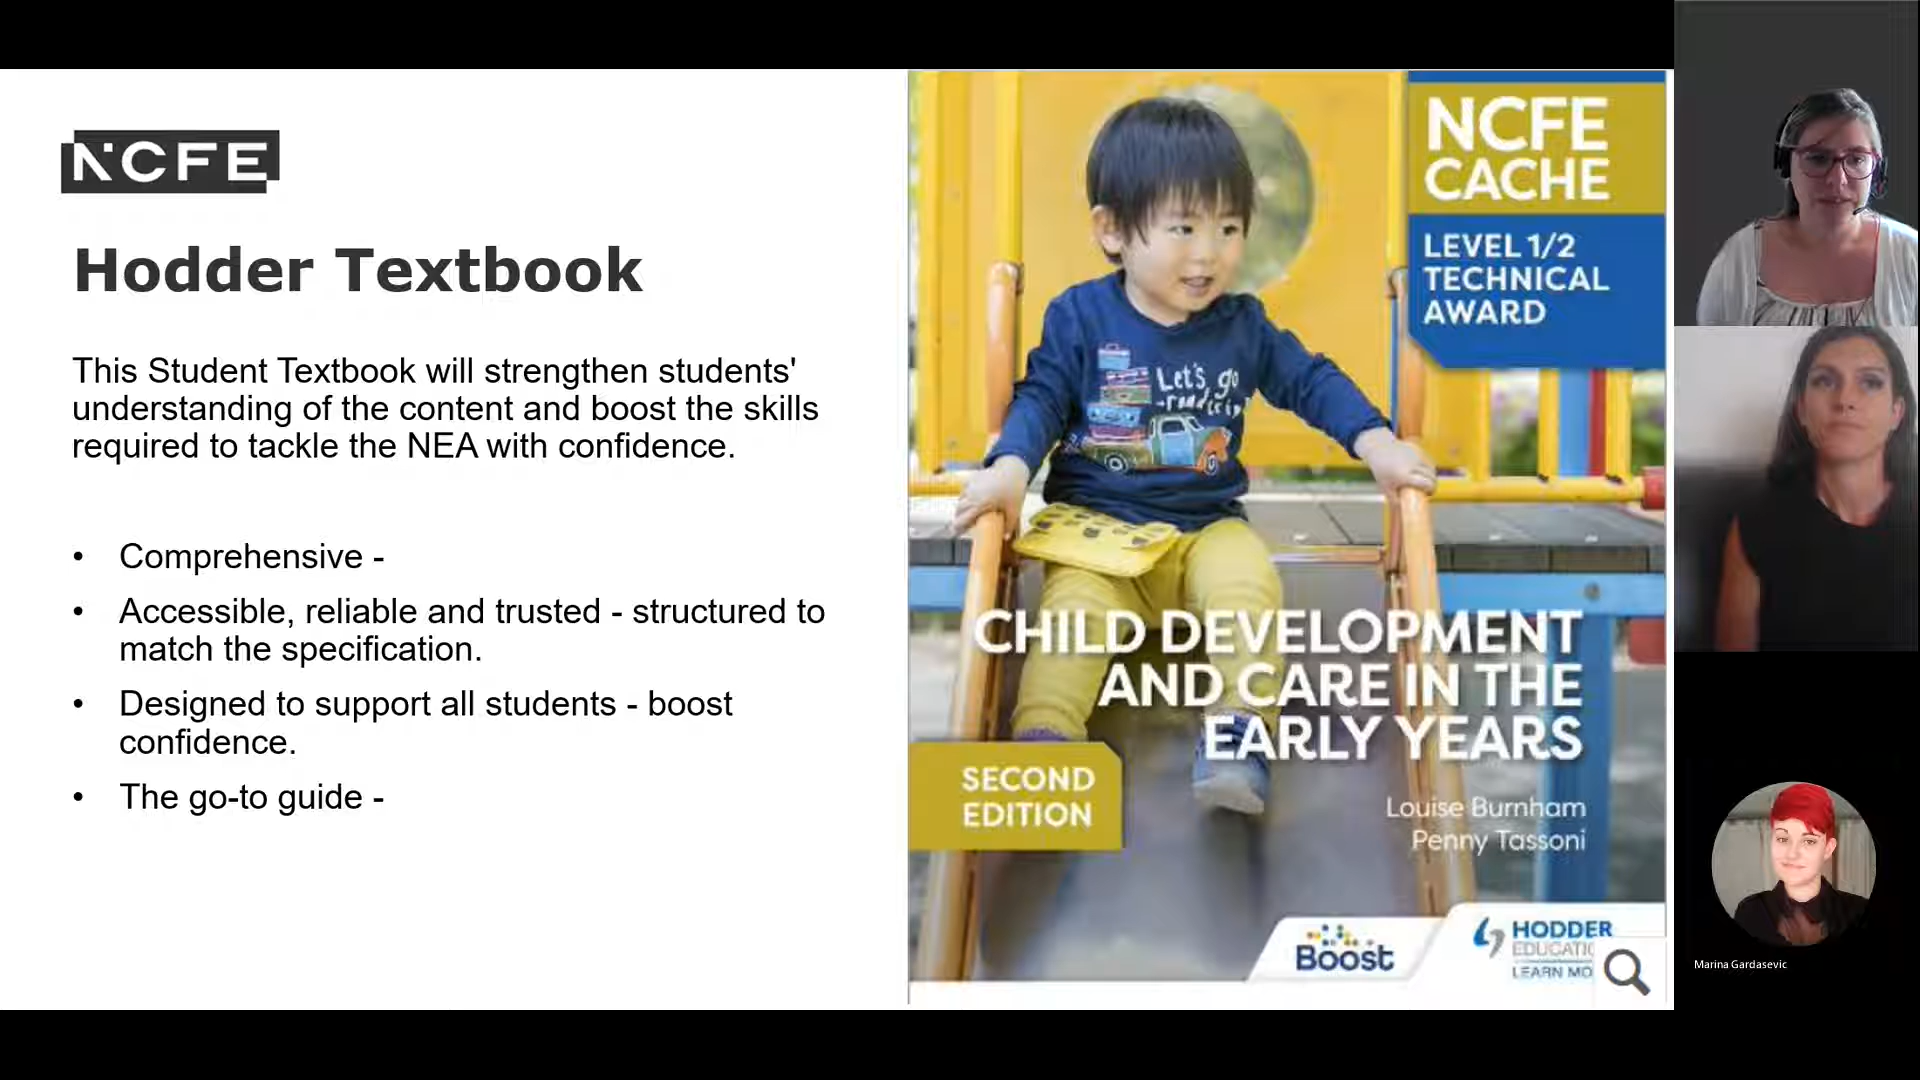 NCFE
Hodder Textbook
This Student Textbook will strengthen students'
understanding of the content and boost the skills
required to tackle the NEA with confidence.
• Comprehensive -
• Accessible, reliable and trusted - structured to
match the specification.
• Designed to support all students - boost
confidence.
• The go-to guide -
NCFE
CACHE
LEVEL 1/2
TECHNICAL
AWARD
Let's go
CHILD DEVELOPMENT
AND CARE IN THE
EARLY YEARS
SECOND
EDITION
Louise Burnham
Penny Tassoni
Boost
HODDER
LEARN
Marina Gardasevic